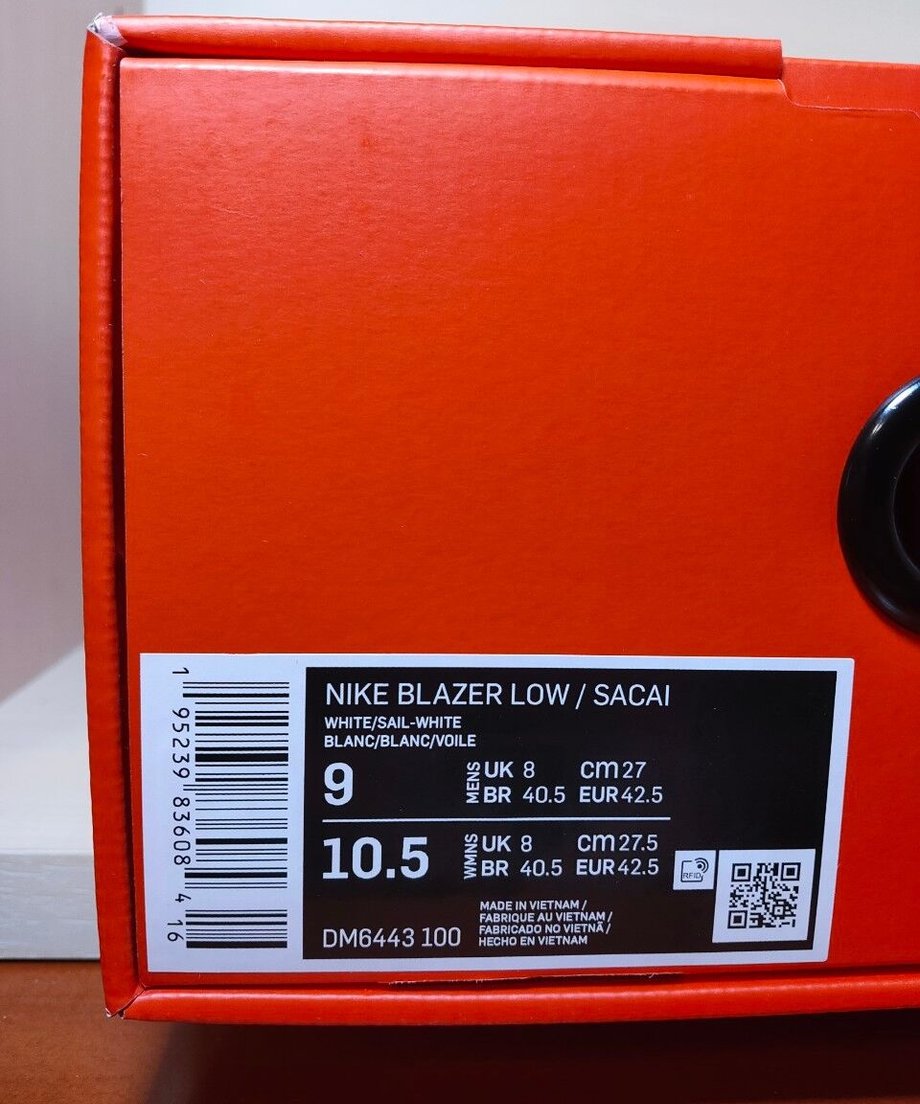 1 95239 83608 4 16
NIKE BLAZER LOW / SACAI
WHITE/SAIL-WHITE
BLANC/BLANC/VOILE
9
MENS
UK 8 cm 27
BR 40.5 EUR 42.5
10.5
WMNS
UK 8 cm 27.5
BR 40.5 EUR 42.5
RFID
MADE IN VIETNAM /
FABRIQUE AU VIETNAM /
FABRICADO NO VIETNÃ /
HECHO EN VIETNAM
DM6443 100